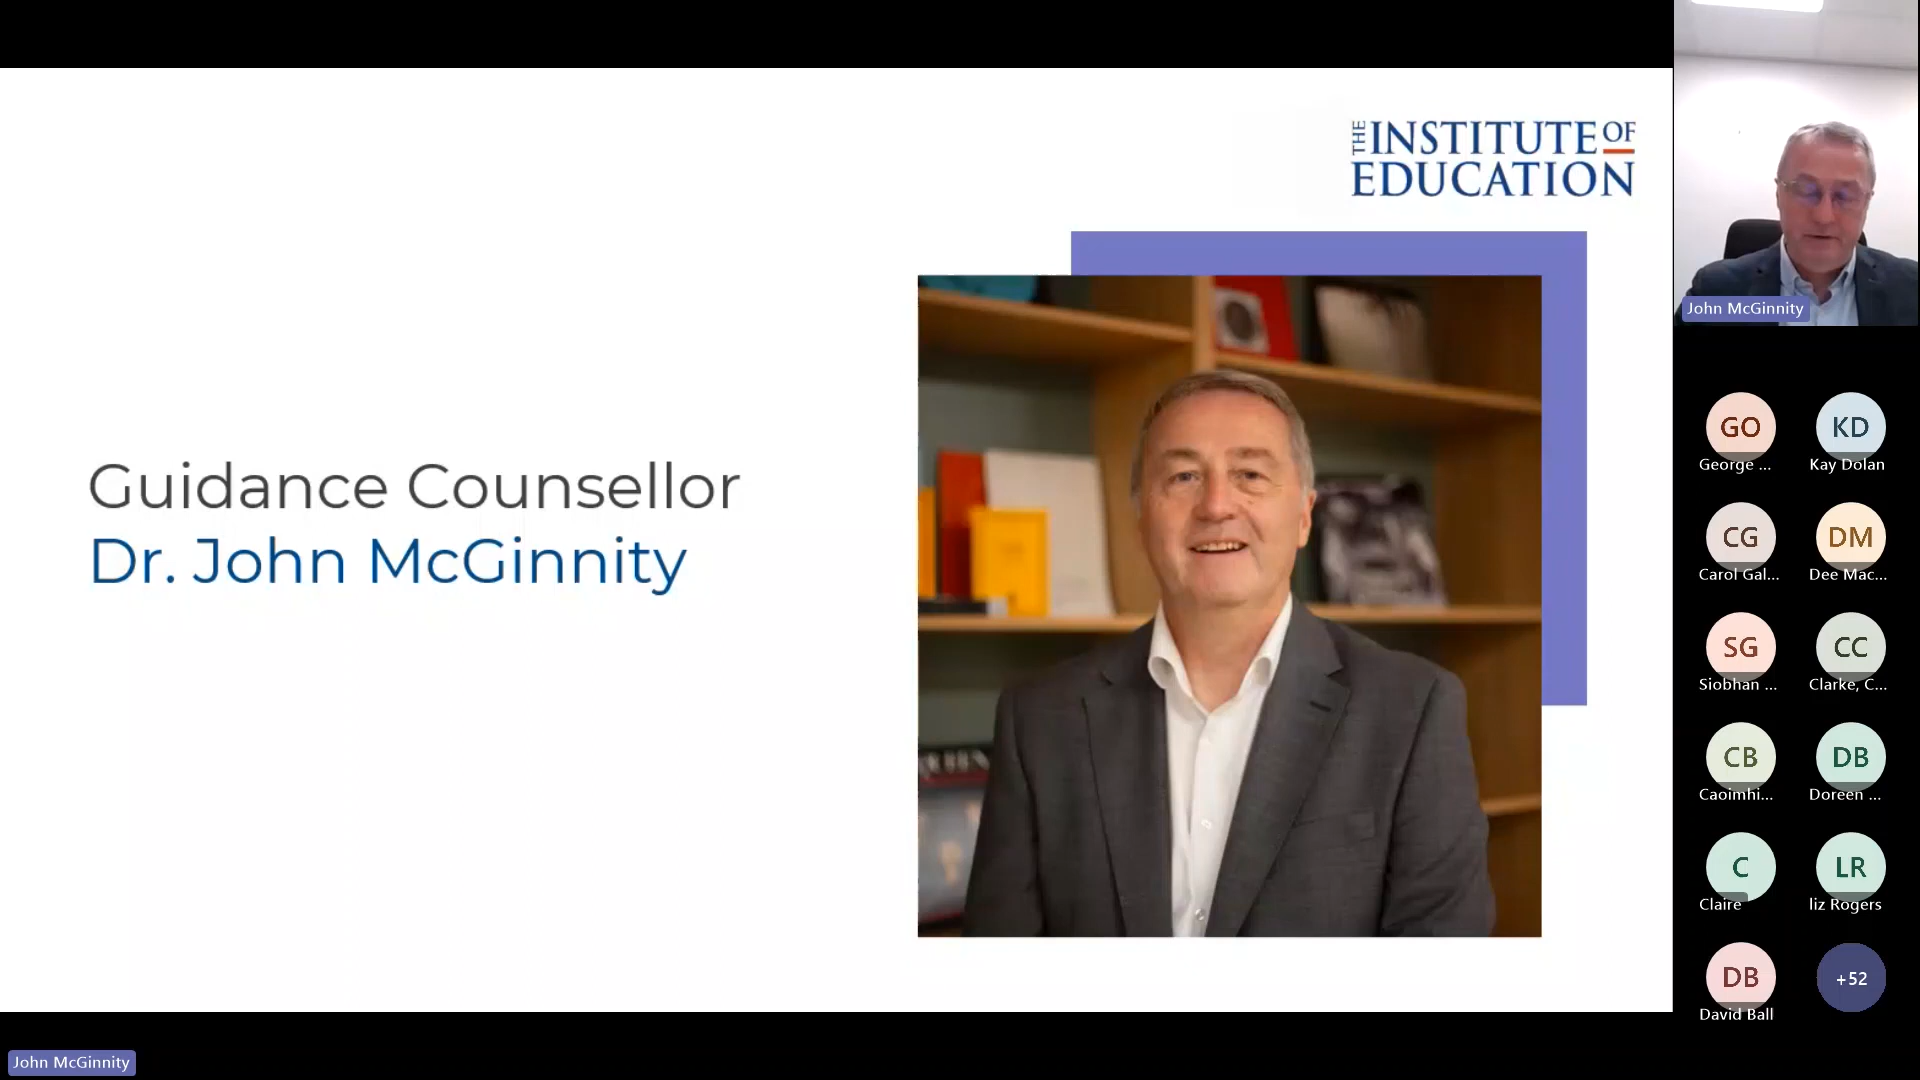 THE INSTITUTE OF
EDUCATION
Guidance Counsellor
Dr. John McGinnity
John McGinnity
GO
KD
George ...
Kay Dolan
CG
DM
Carol Gal...
Dee Mac...
SG
CC
Siobhan ...
Clarke, C...
CB
DB
Caoimhi...
Doreen ...
C
LR
Claire
liz Rogers
DB
+52
David Ball
John McGinnity